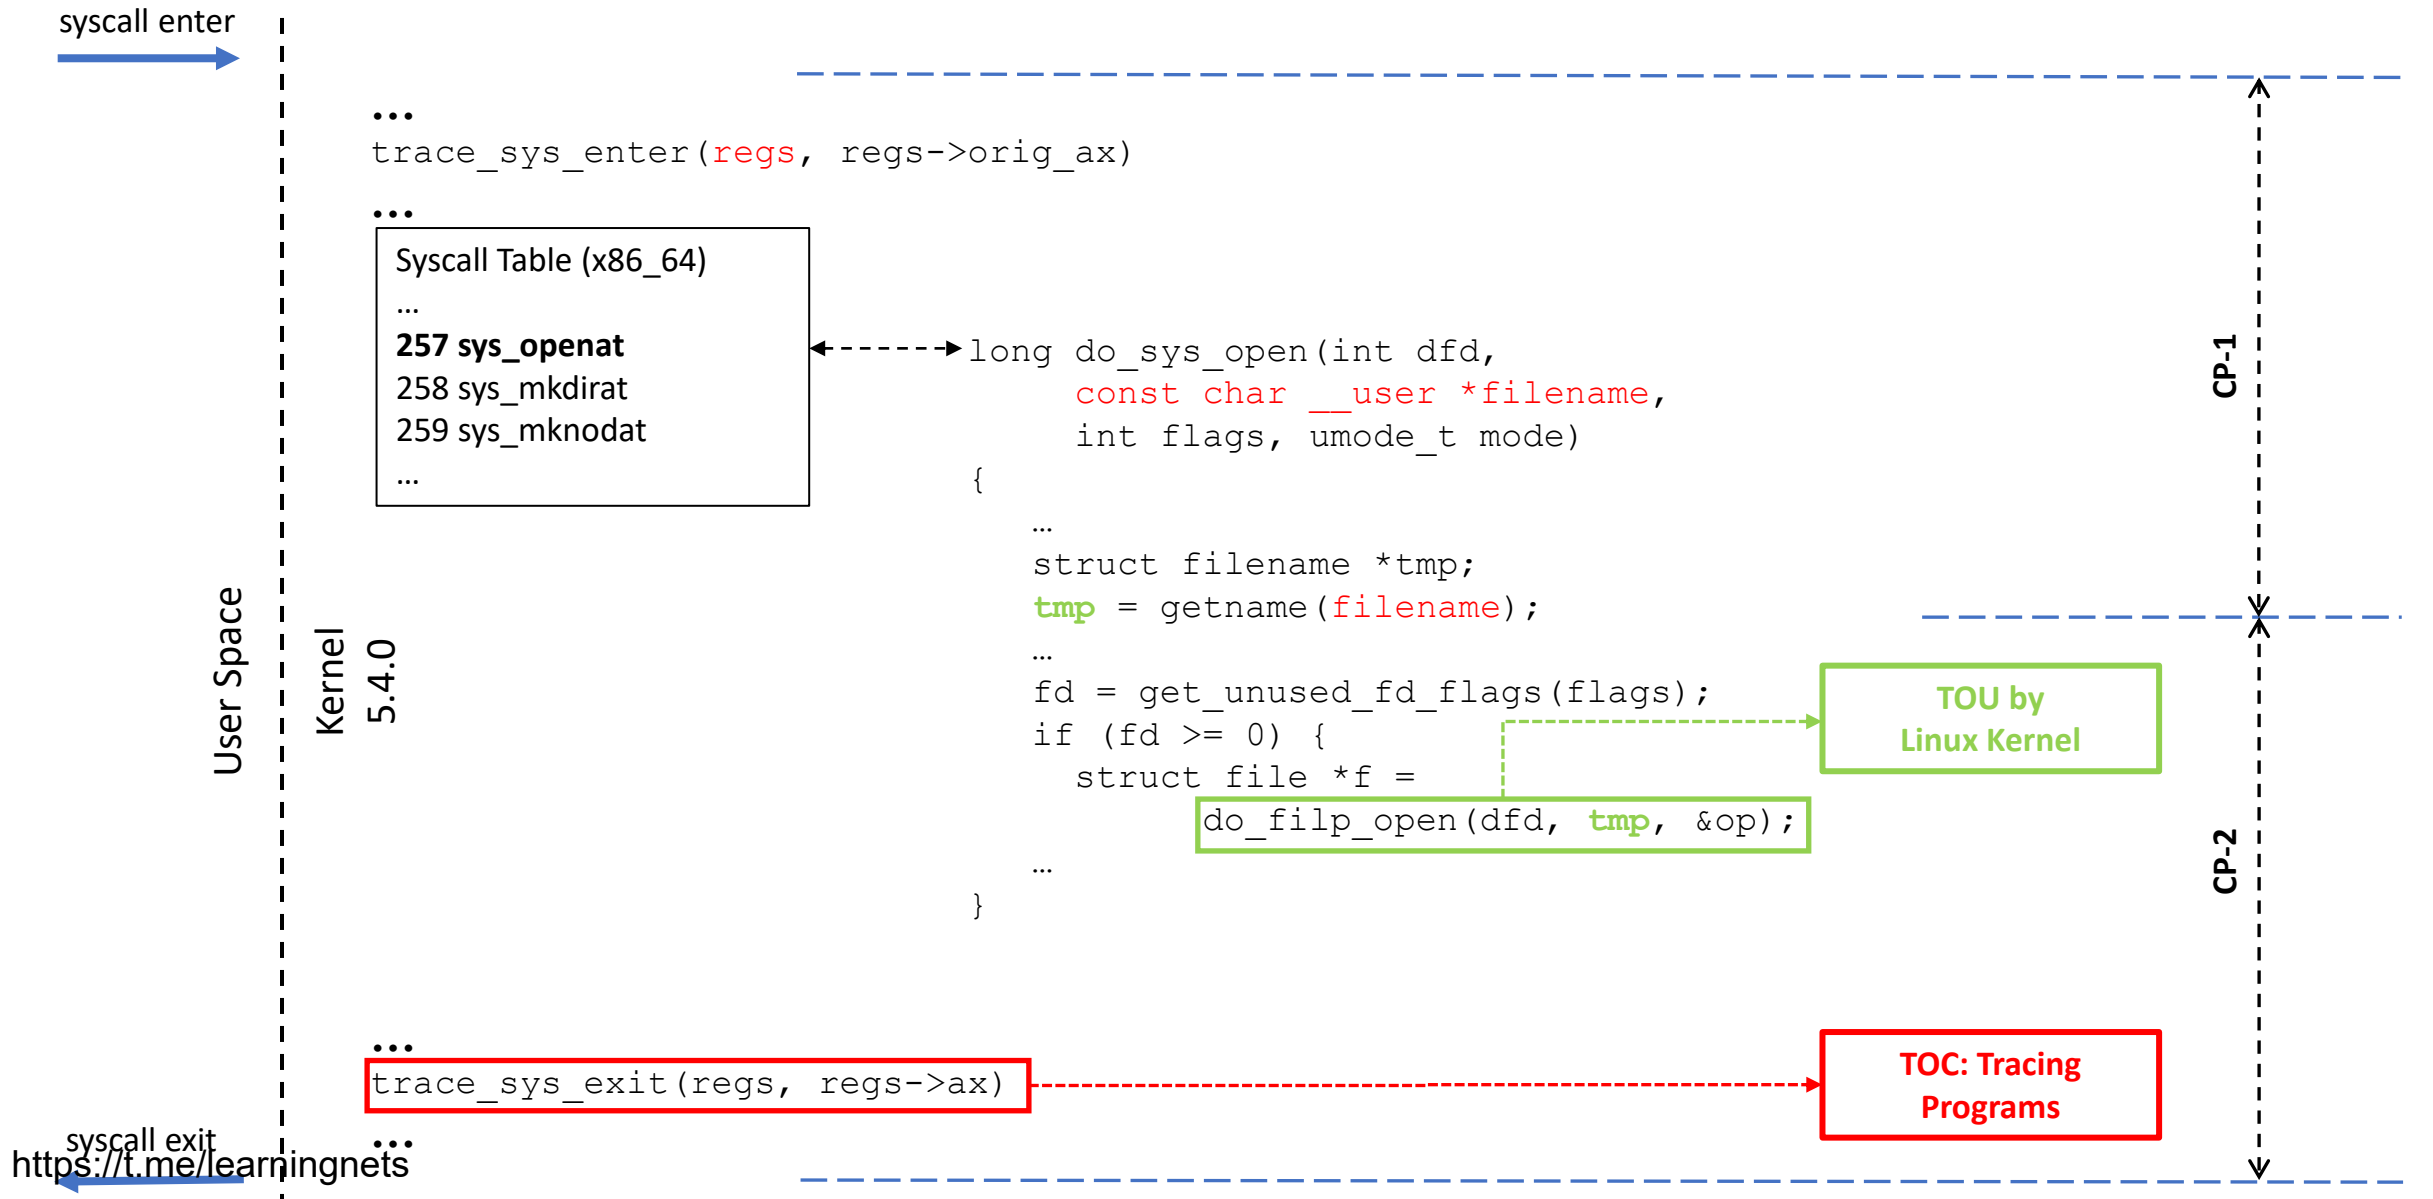 syscall enter
...
trace_sys_enter(regs, regs->orig_ax)
...
Syscall Table (x86_64)
...
257 sys_openat
258 sys_mkdirat
259 sys_mknodat
...
long do_sys_open(int dfd,
const char __user *filename,
int flags, umode_t mode)
{
...
struct filename *tmp;
tmp = getname(filename);
...
fd = get_unused_fd_flags(flags);
if (fd >= 0) {
struct file *f =
do_filp_open(dfd, tmp, &op);
...
}
User Space
Kernel
5.4.0
TOU by
Linux Kernel
CP-1
CP-2
...
trace_sys_exit(regs, regs->ax)
...
TOC: Tracing
Programs
syscall exit
https://t.me/learningnets